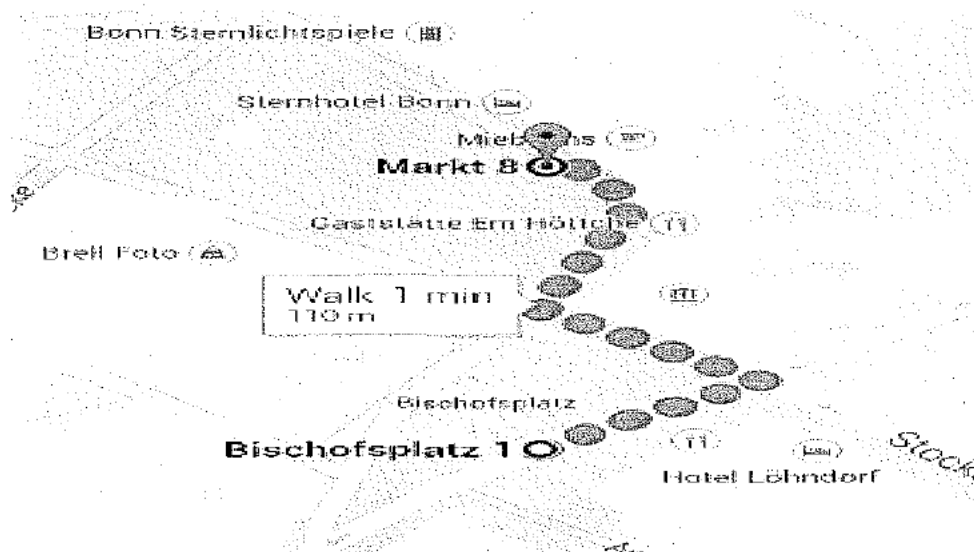 Bonn Sternlichtspiele
Sternhotel Bonn
Markt 8
Gaststätte Em Höttche
Brell Foto
Walk 1 min
110 m
Bischofsplatz
Bischofsplatz 1
Hotel Löhndorf